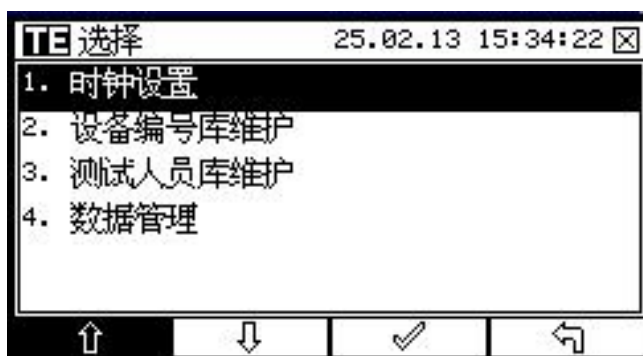 TE 选择 25.02.13 15:34:22
1. 时钟设置
2. 设备编号库维护
3. 测试人员库维护
4. 数据管理